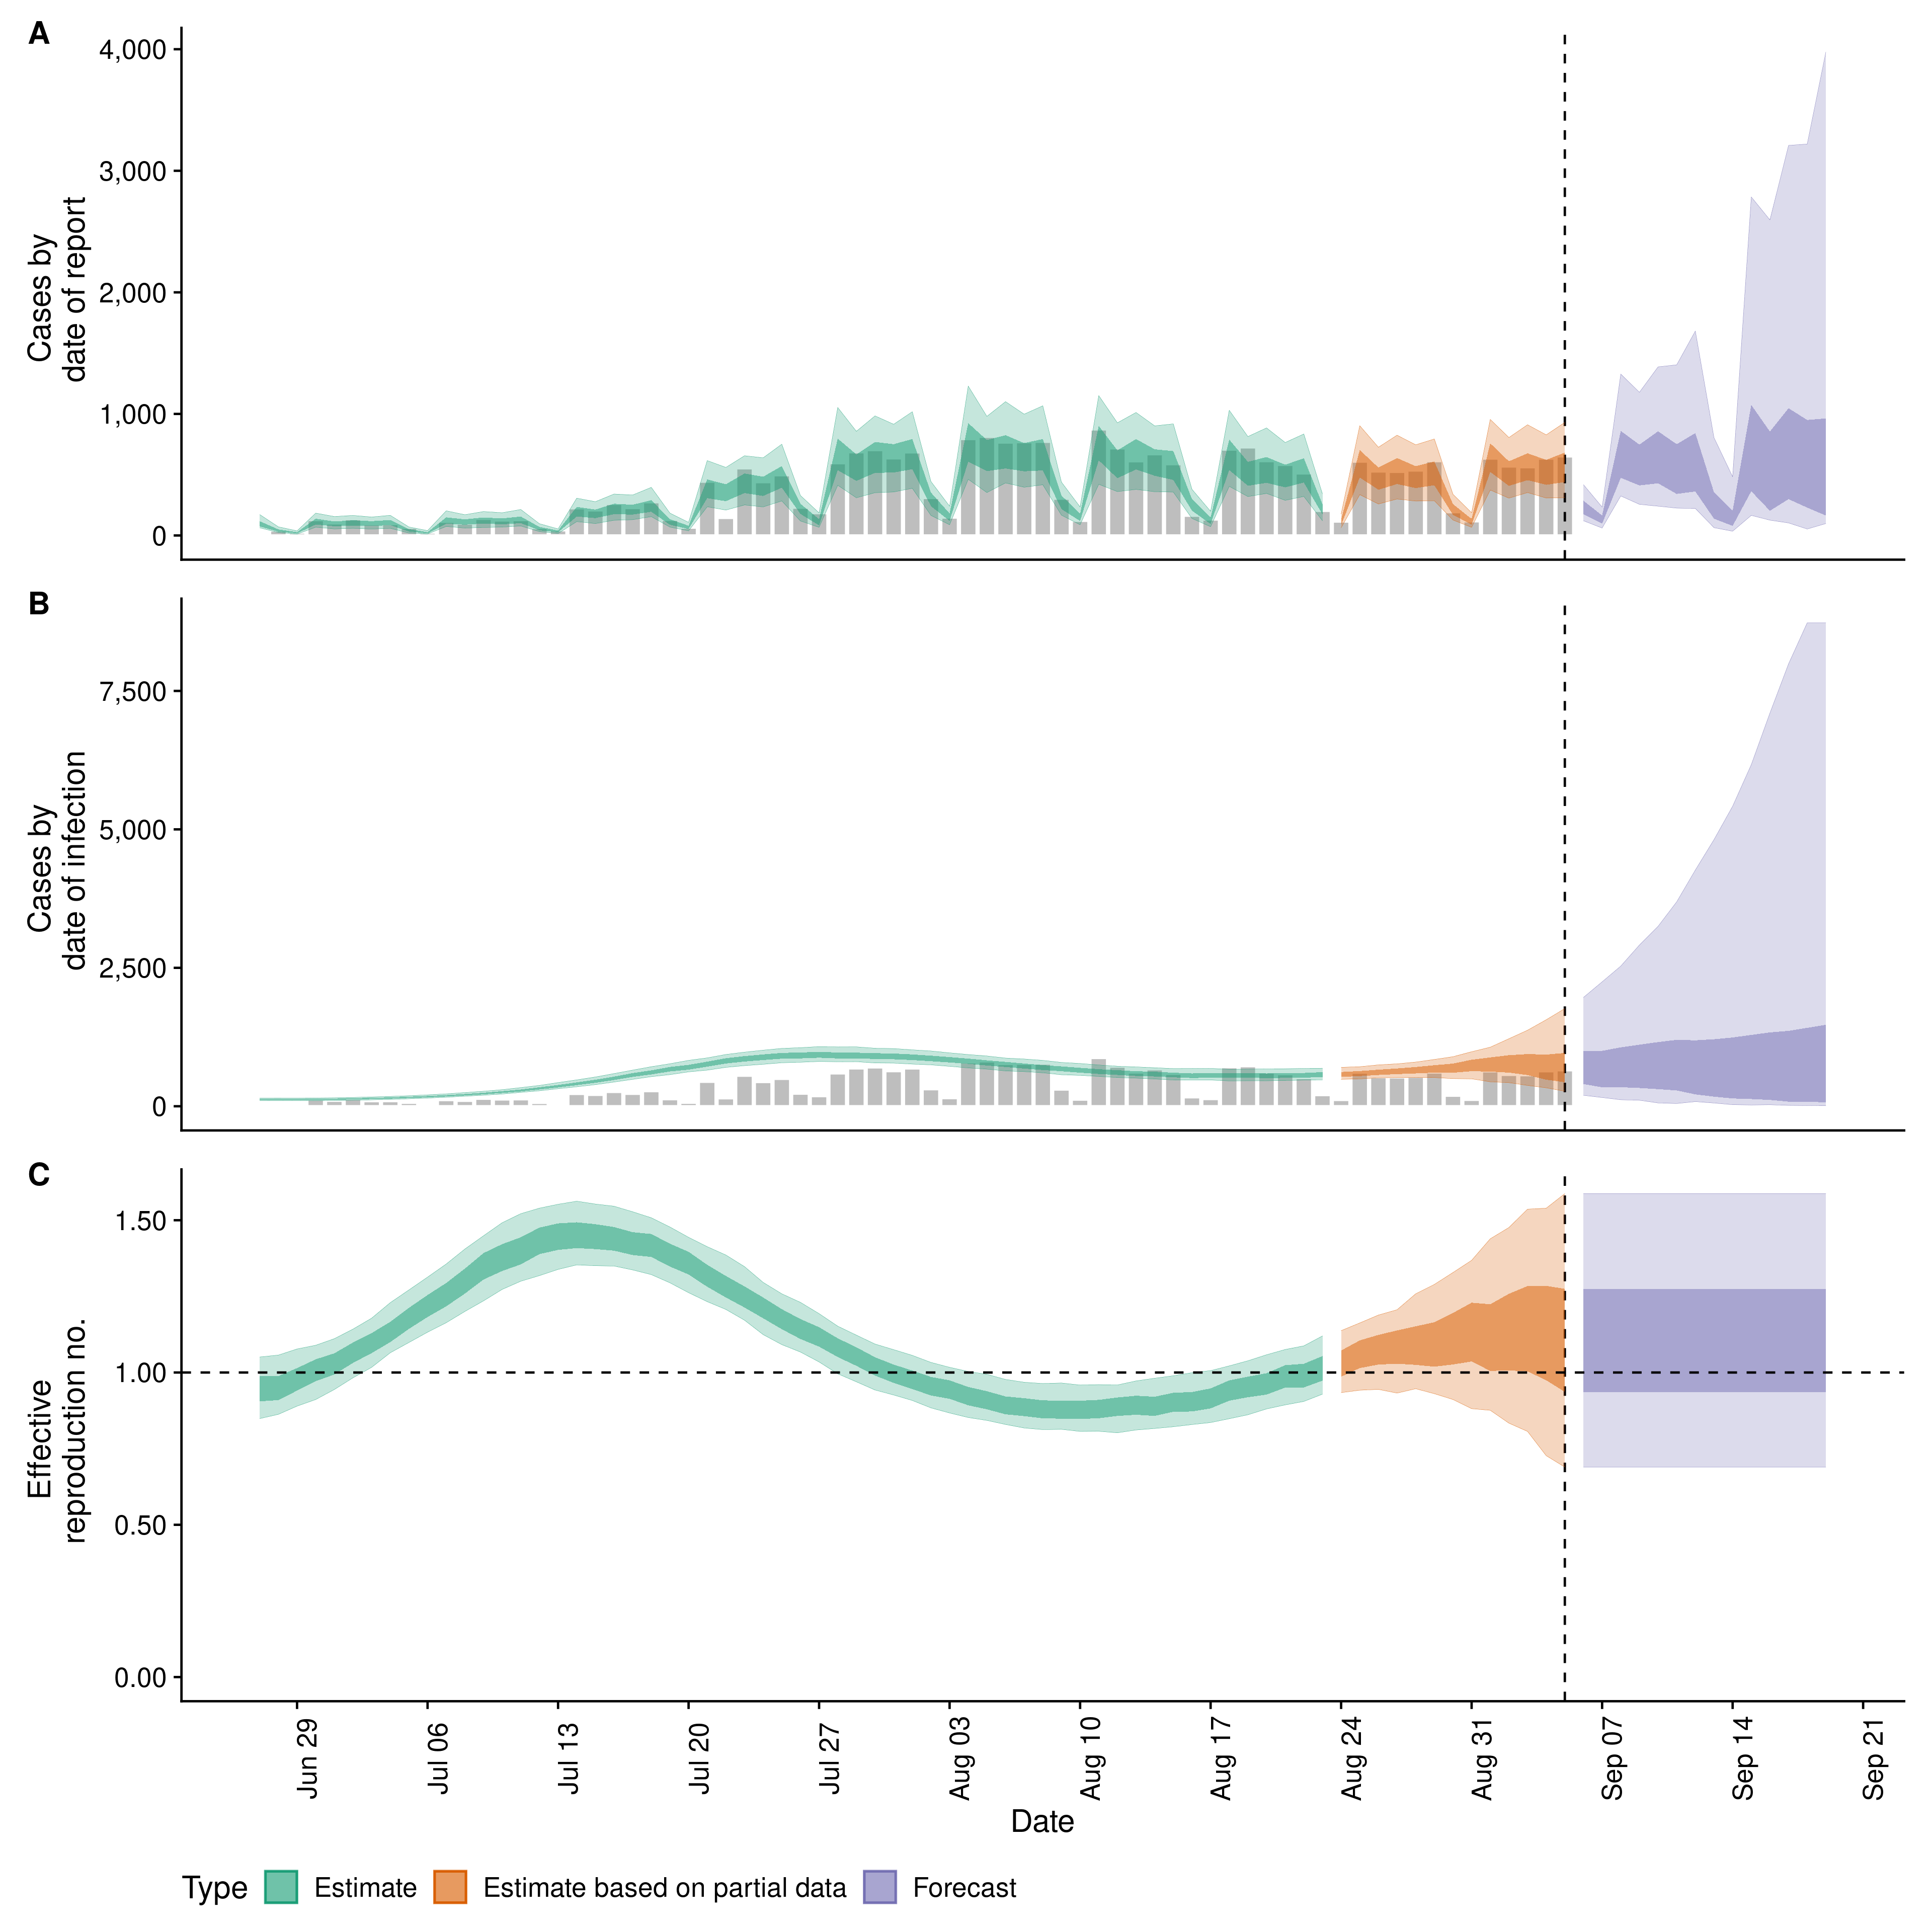 A
4,000
3,000
2,000
1,000
0
Cases by
date of report
B
7,500
5,000
2,500
0
Cases by
date of infection
C
1.50
1.00
0.50
0.00
Effective
reproduction no.
Jun 29
Jul 06
Jul 13
Jul 20
Jul 27
Aug 03
Aug 10
Aug 17
Aug 24
Aug 31
Sep 07
Sep 14
Sep 21
Date
Type Estimate Estimate based on partial data Forecast